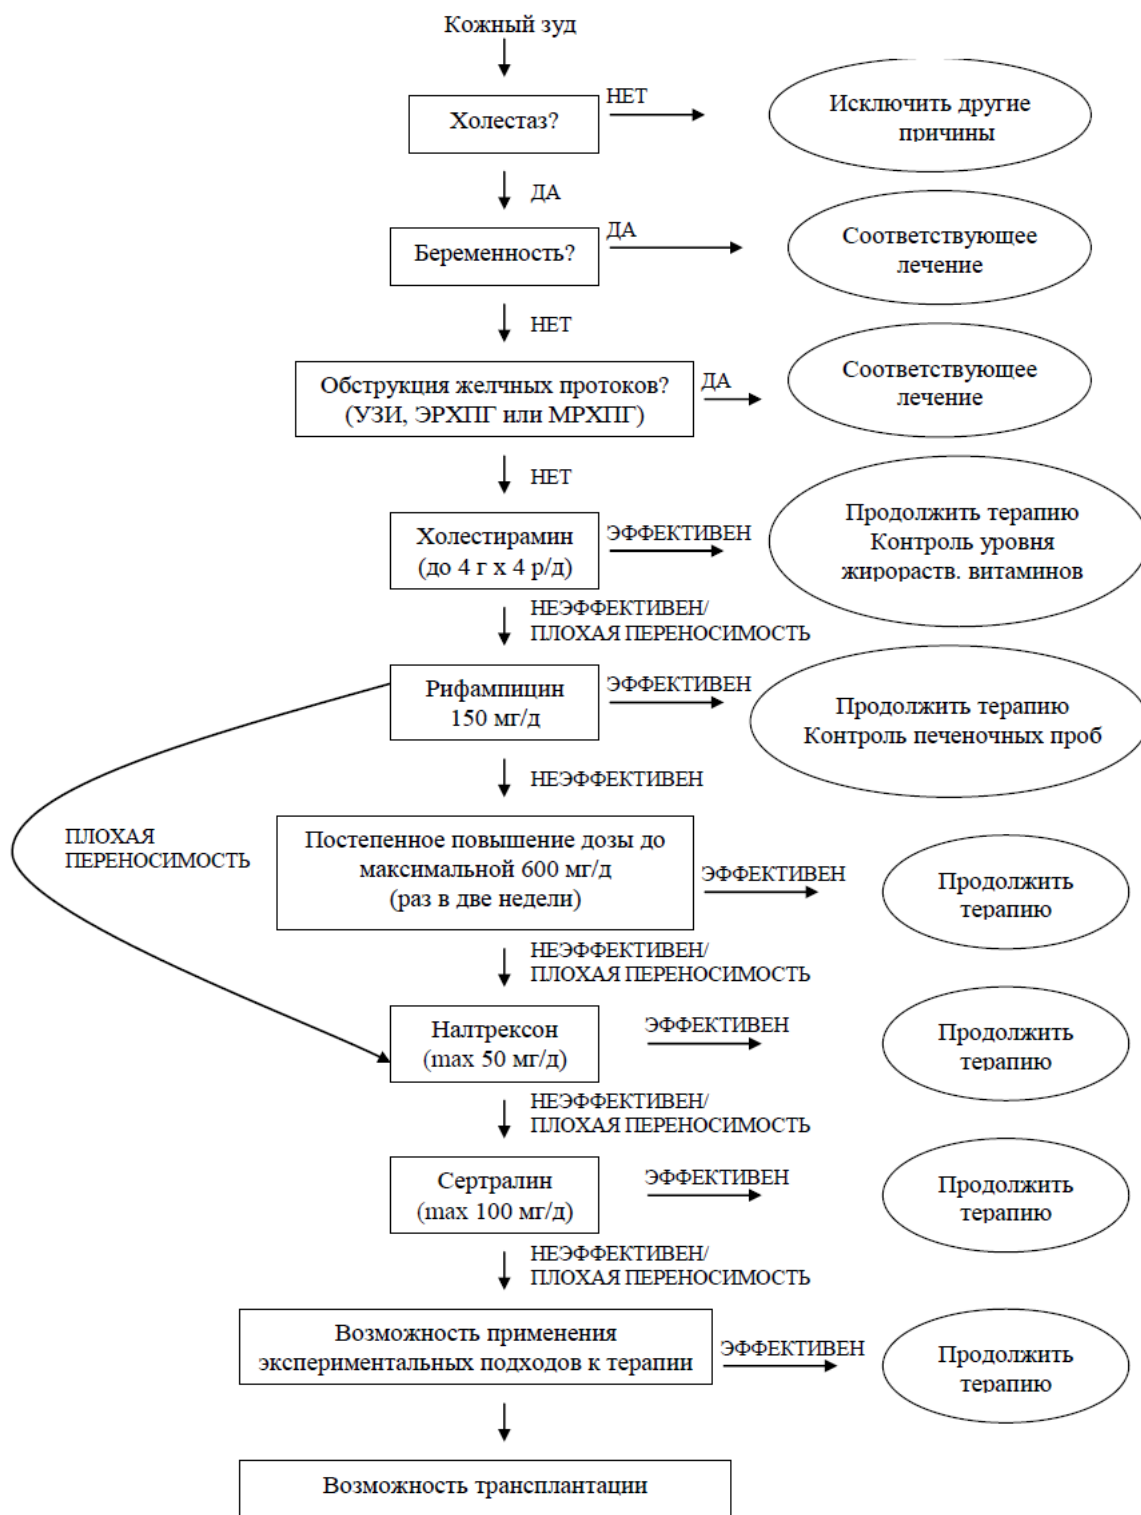 Кожный зуд
Холестаз?
НЕТ
Исключить другие
причины
ДА
Беременность?
ДА
Соответствующее
лечение
НЕТ
Обструкция желчных протоков?
(УЗИ, ЭРХПГ или МРХПГ)
ДА
Соответствующее
лечение
НЕТ
Холестирамин
(до 4 г х 4 р/д)
ЭФФЕКТИВЕН
Продолжить терапию
Контроль уровня
жирораств. витаминов
НЕЭФФЕКТИВЕН/
ПЛОХАЯ ПЕРЕНОСИМОСТЬ
Рифампицин
150 мг/д
ЭФФЕКТИВЕН
Продолжить терапию
Контроль печеночных проб
НЕЭФФЕКТИВЕН
ПЛОХАЯ
ПЕРЕНОСИМОСТЬ
Постепенное повышение дозы до
максимальной 600 мг/д
(раз в две недели)
ЭФФЕКТИВЕН
Продолжить
терапию
НЕЭФФЕКТИВЕН/
ПЛОХАЯ ПЕРЕНОСИМОСТЬ
Налтрексон
(max 50 мг/д)
ЭФФЕКТИВЕН
Продолжить
терапию
НЕЭФФЕКТИВЕН/
ПЛОХАЯ ПЕРЕНОСИМОСТЬ
Сертралин
(max 100 мг/д)
ЭФФЕКТИВЕН
Продолжить
терапию
НЕЭФФЕКТИВЕН/
ПЛОХАЯ ПЕРЕНОСИМОСТЬ
Возможность применения
экспериментальных подходов к терапии
ЭФФЕКТИВЕН
Продолжить
терапию
Возможность трансплантации